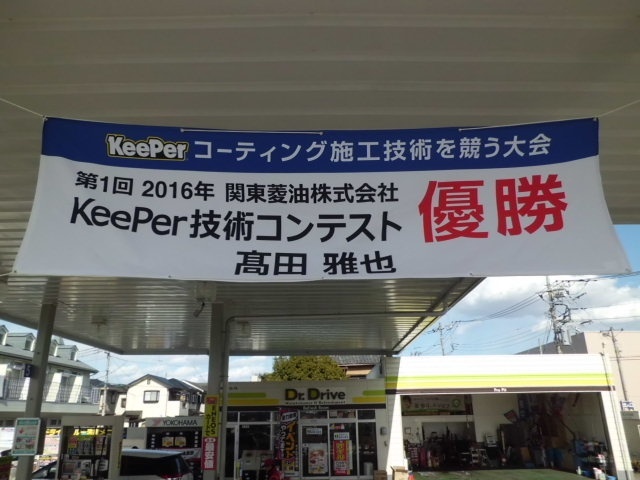 KeePer コーティング施工技術を競う大会
第1回 2016年 関東菱油株式会社
KeePer技術コンテスト 優勝
髙田 雅也
Dr. Drive
YOKOHAMA